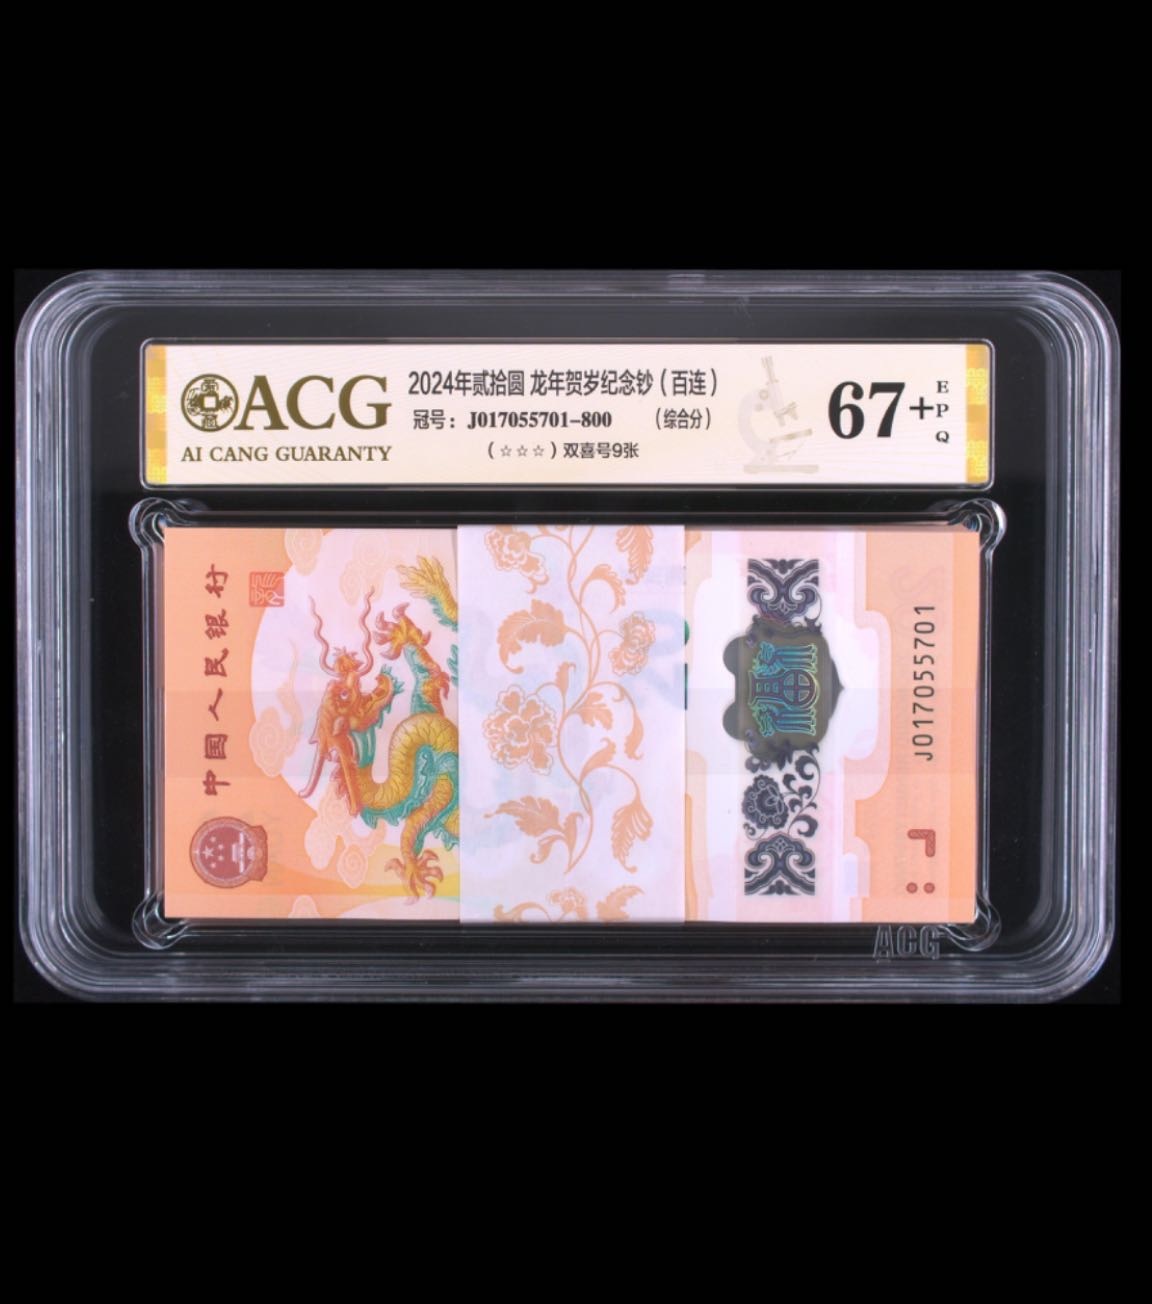 ACG
AI CANG GUARANTY
2024年贰拾圆 龙年贺岁纪念钞（百连）
冠号：J017055701-800 （综合分）
（☆☆☆）双喜号9张
67+
EPQ
中国人民银行
福
J017055701
ACG